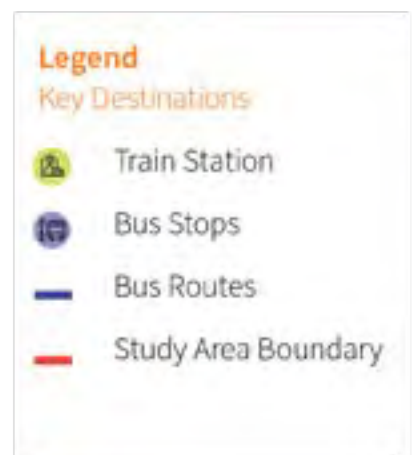 Legend
Key Destinations
Train Station
Bus Stops
Bus Routes
Study Area Boundary